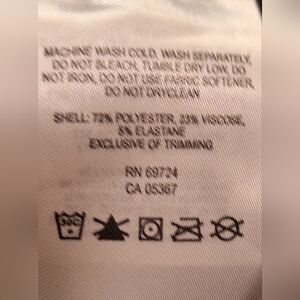 MACHINE WASH COLD, WASH SEPARATELY,
DO NOT BLEACH, TUMBLE DRY LOW, DO
NOT IRON, DO NOT USE FABRIC SOFTENER,
DO NOT DRYCLEAN
SHELL: 72% POLYESTER, 23% VISCOSE,
5% ELASTANE
EXCLUSIVE OF TRIMMING
RN 69724
CA 05367
30C